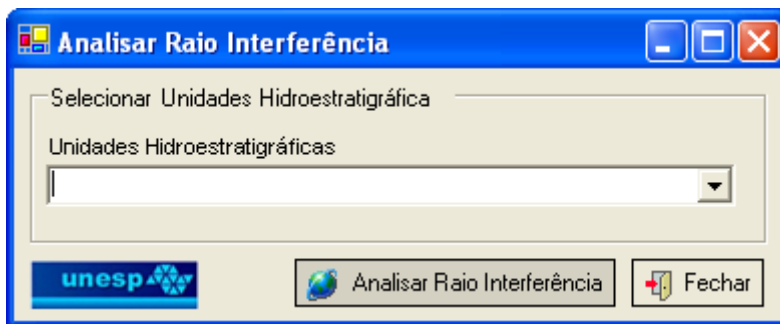 Analisar Raio Interferência
Selecionar Unidades Hidroestratigráfica
Unidades Hidroestratigráficas
unesp
Analisar Raio Interferência
Fechar